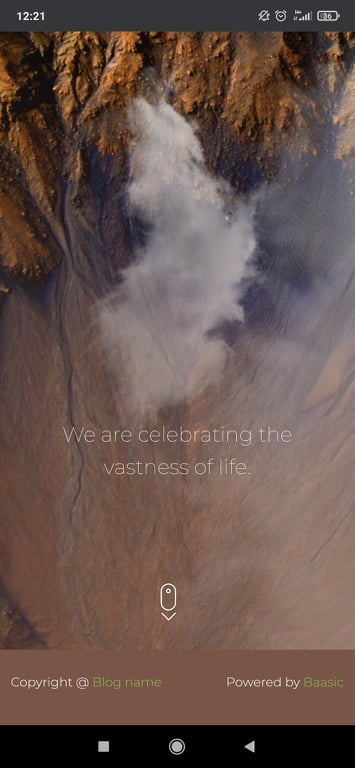 12:21
36
We are celebrating the
vastness of life.
Copyright @ Blog name
Powered by Baasic